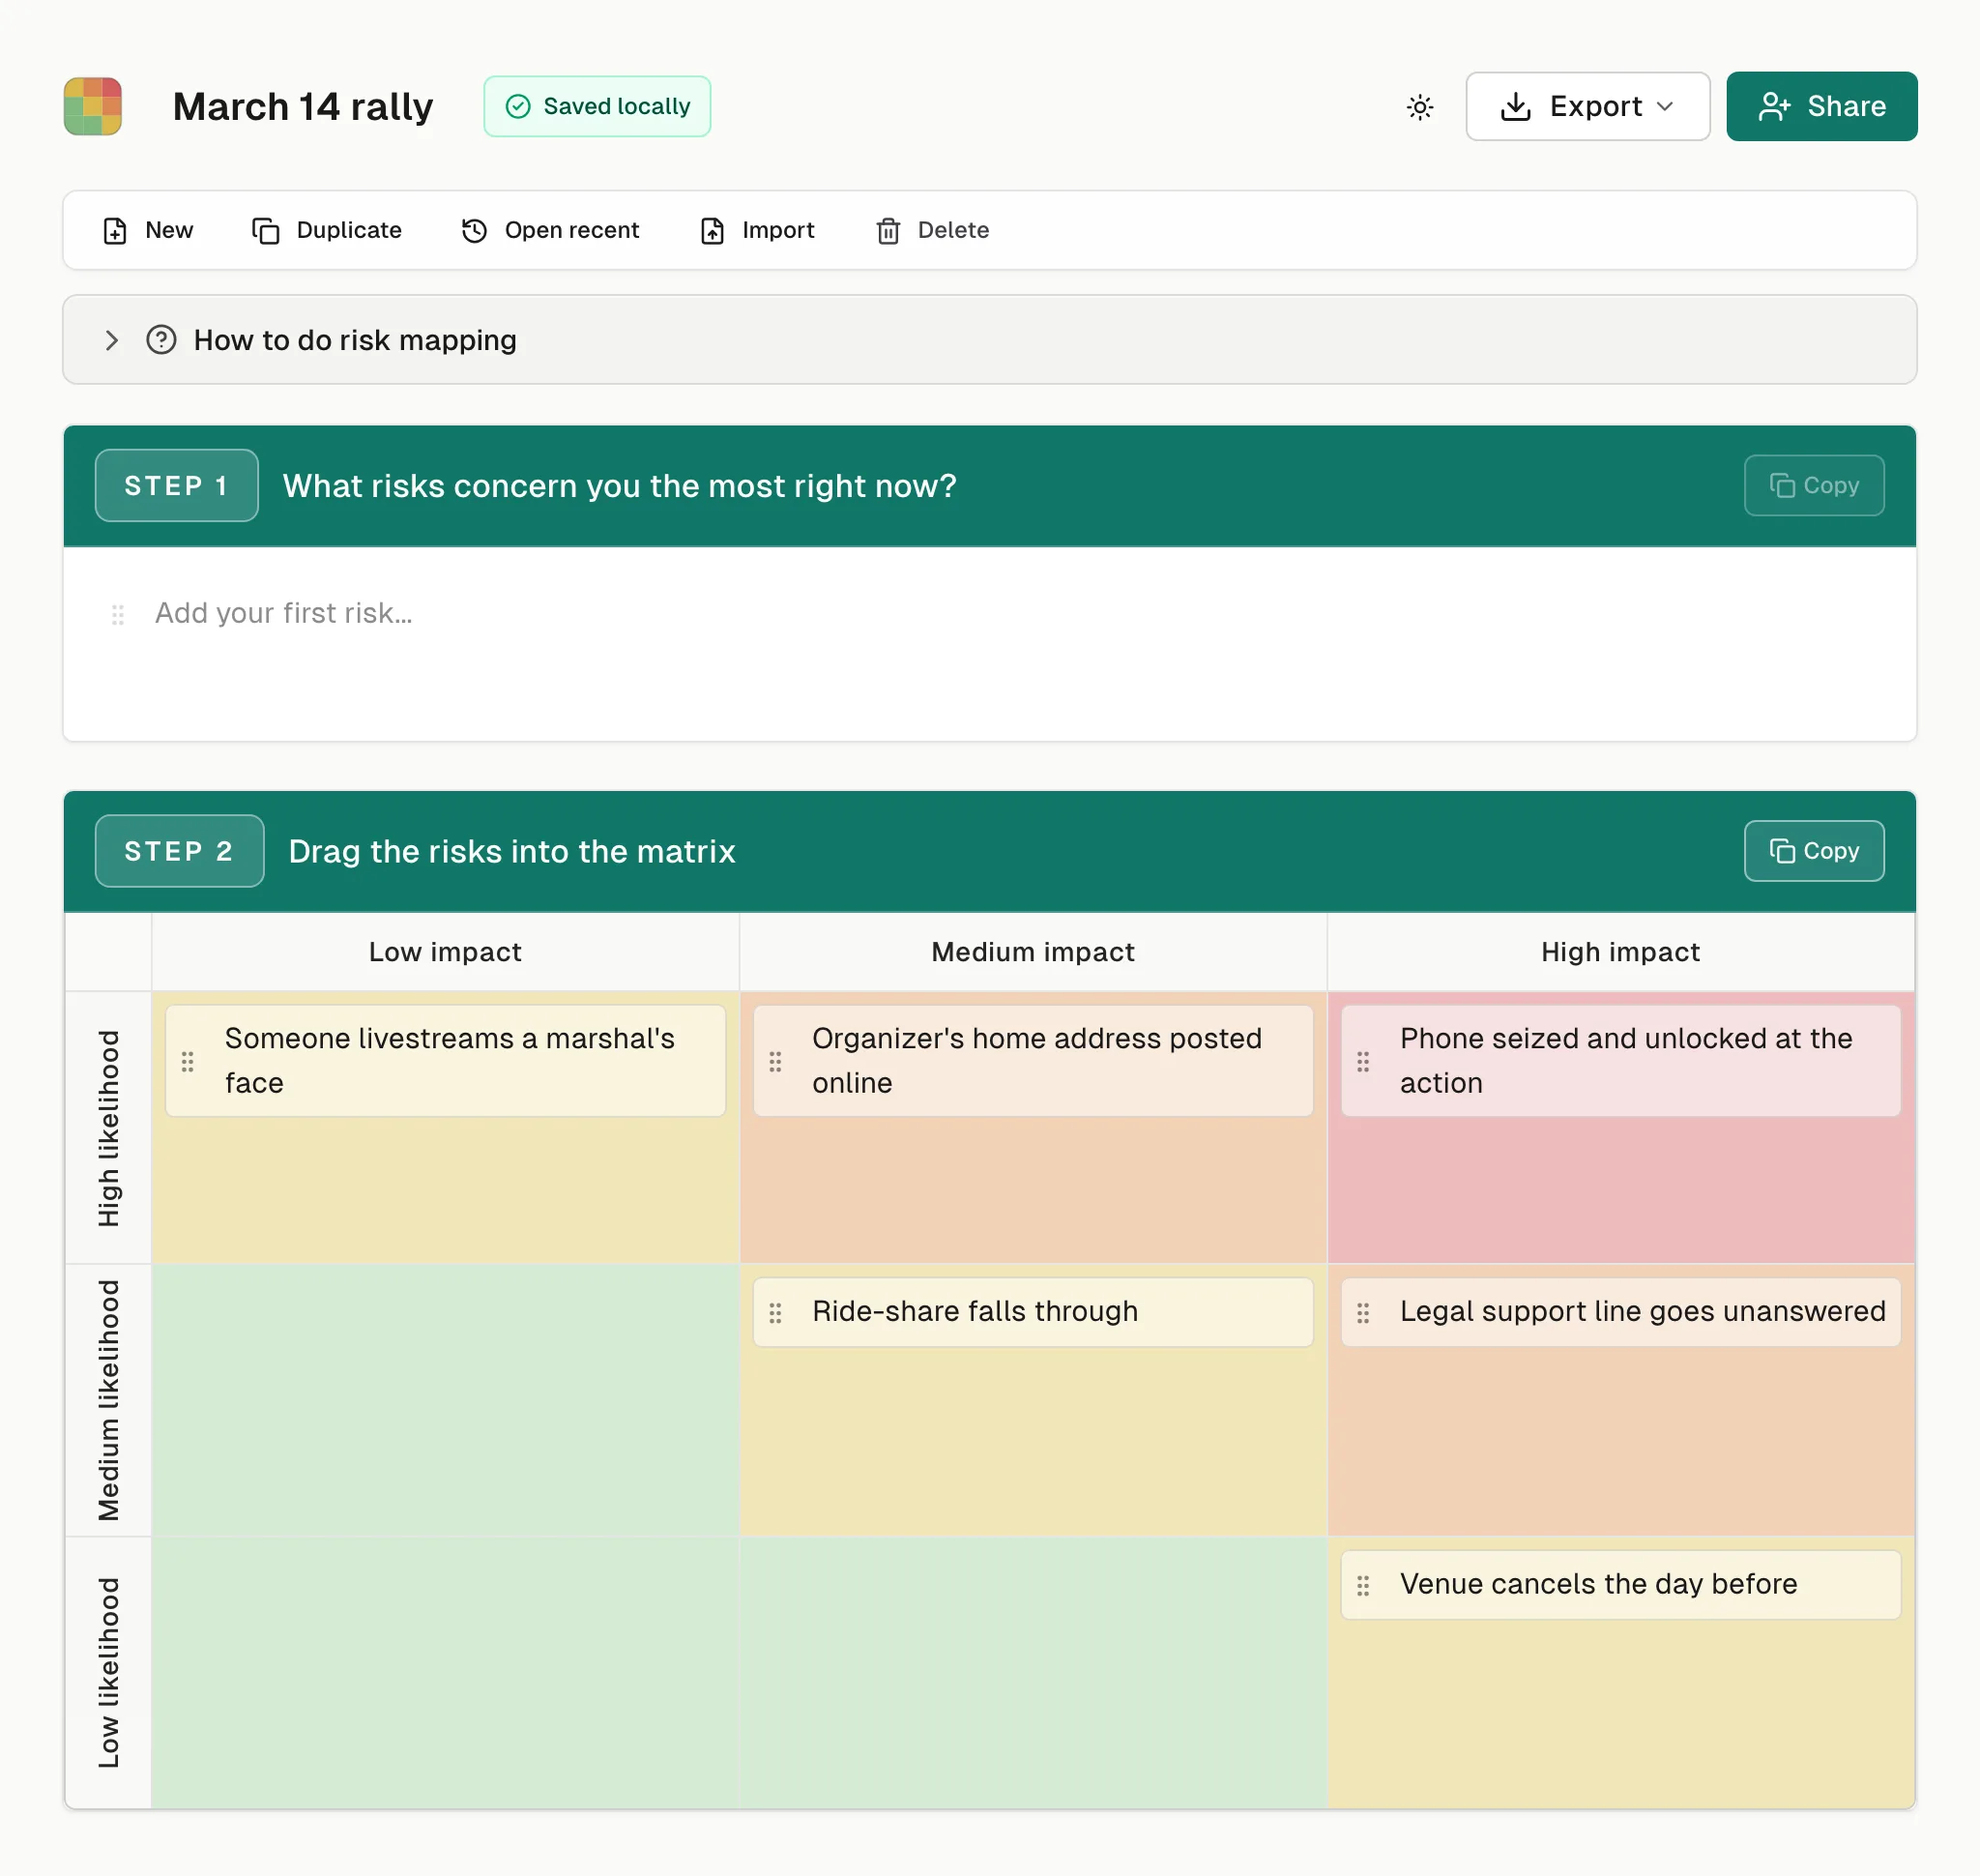 March 14 rally
Saved locally
Export
Share
New
Duplicate
Open recent
Import
Delete
How to do risk mapping
STEP 1
What risks concern you the most right now?
Copy
Add your first risk...
STEP 2
Drag the risks into the matrix
Copy
Low impact
Medium impact
High impact
High likelihood
Someone livestreams a marshal's
face
Organizer's home address posted
online
Phone seized and unlocked at the
action
Medium likelihood
Ride-share falls through
Legal support line goes unanswered
Low likelihood
Venue cancels the day before